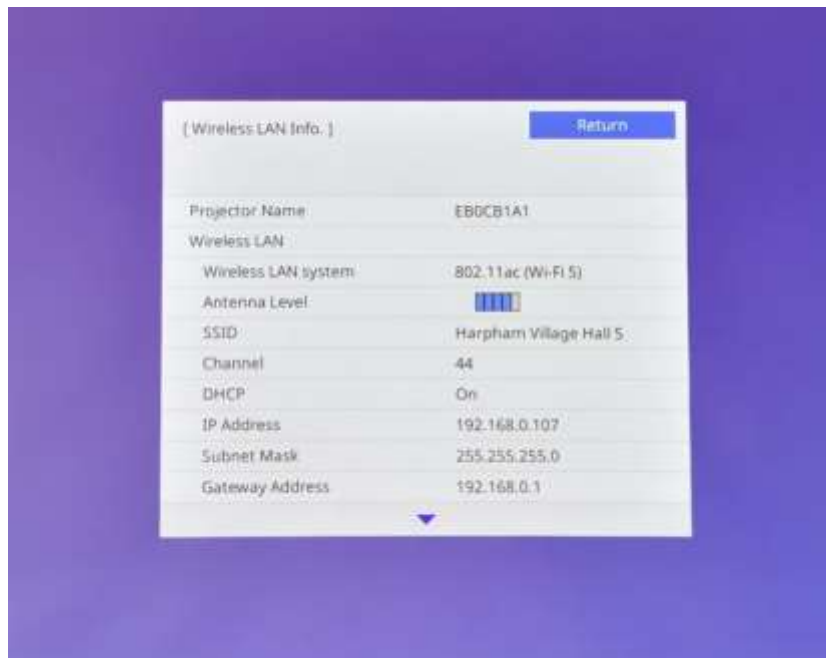 [ Wireless LAN Info. ]
Return
Projector Name EB0CB1A1
Wireless LAN
Wireless LAN system 802.11ac (Wi-Fi 5)
Antenna Level
SSID Harpham Village Hall 5
Channel 44
DHCP On
IP Address 192.168.0.107
Subnet Mask 255.255.255.0
Gateway Address 192.168.0.1